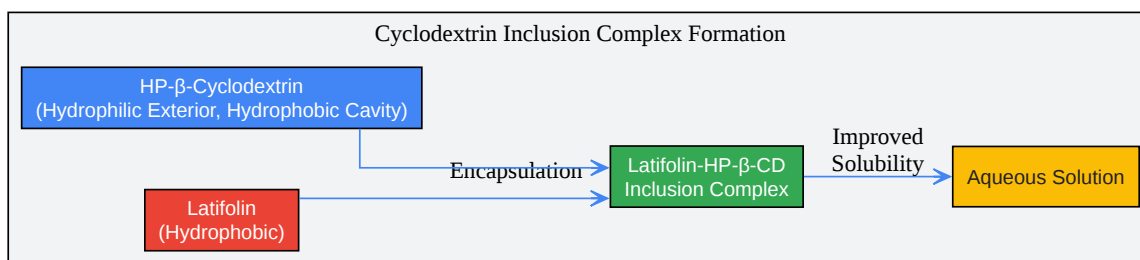 Cyclodextrin Inclusion Complex Formation
HP-β-Cyclodextrin
(Hydrophilic Exterior, Hydrophobic Cavity)
Latifolin
(Hydrophobic)
Encapsulation
Latifolin-HP-β-CD
Inclusion Complex
Improved
Solubility
Aqueous Solution